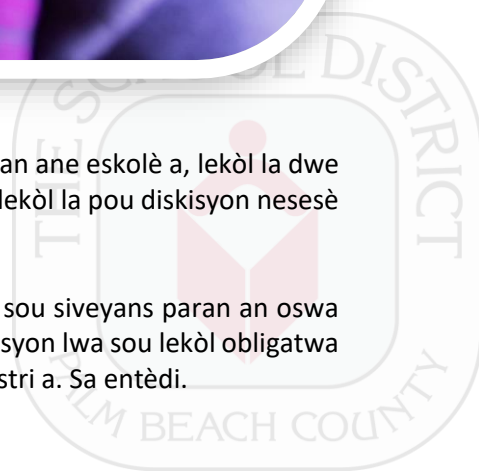 an ane eskolè a, lekòl la dwe
lekòl la pou diskisyon nesesè
sou siveyans paran an oswa
syon lwa sou lekòl obligatwa
stri a. Sa entèdi.
THE SCHOOL DISTRICT
PALM BEACH COUNTY